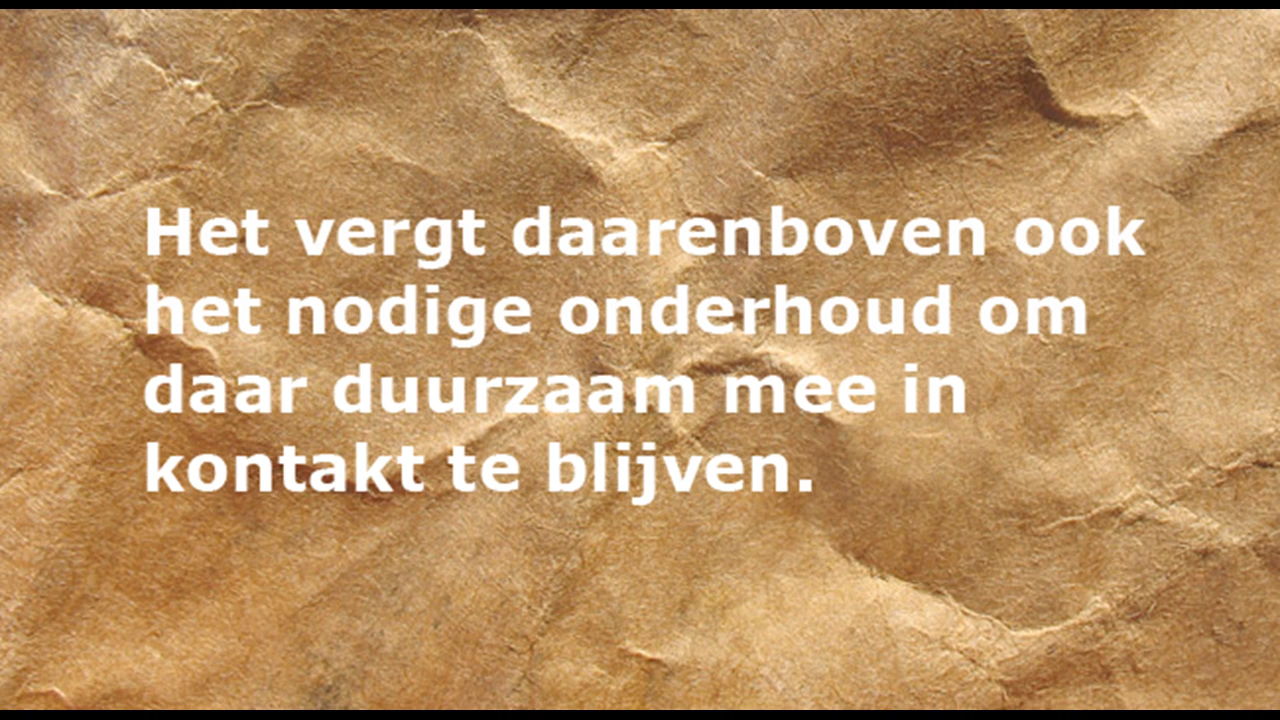 Het vergt daarenboven ook
het nodige onderhoud om
daar duurzaam mee in
kontakt te blijven.